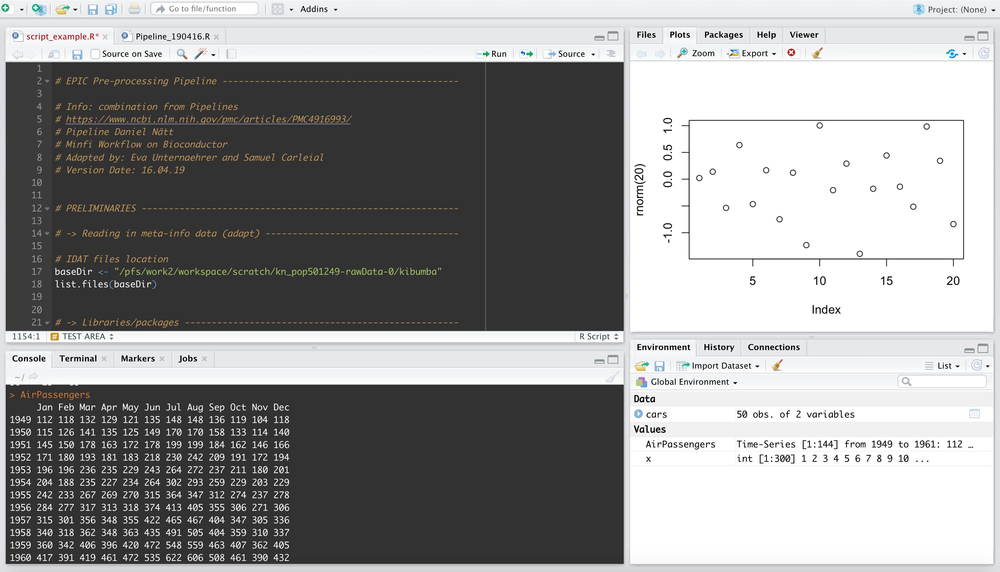 Go to file/function
Addins
Project: (None)
script_example.R*
Pipeline_190416.R
Source on Save
Run
Source
1
2 # EPIC Pre-processing Pipeline --------------------------------------------
3
4 # Info: combination from Pipelines
5 # https://www.ncbi.nlm.nih.gov/pmc/articles/PMC4916993/
6 # Pipeline Daniel Nätt
7 # Minfi Workflow on Bioconductor
8 # Adapted by: Eva Unternaehrer and Samuel Carleial
9 # Version Date: 16.04.19
10
11
12 # PRELIMINARIES -----------------------------------------------------------
13
14 # -> Reading in meta-info data (adapt) ------------------------------------
15
16 # IDAT files location
17 baseDir <- "/pfs/work2/workspace/scratch/kn_pop501249-rawData-0/kibumba"
18 list.files(baseDir)
19
20
21 # -> Libraries/packages ---------------------------------------------------
1154:1 # TEST AREA
R Script
Console Terminal Markers Jobs
~/
> AirPassengers
Jan Feb Mar Apr May Jun Jul Aug Sep Oct Nov Dec
1949 112 118 132 129 121 135 148 148 136 119 104 118
1950 115 126 141 135 125 149 170 170 158 133 114 140
1951 145 150 178 163 172 178 199 199 184 162 146 166
1952 171 180 193 181 183 218 230 242 209 191 172 194
1953 196 196 236 235 229 243 264 272 237 211 180 201
1954 204 188 235 227 234 264 302 293 259 229 203 229
1955 242 233 267 269 270 315 364 347 312 274 237 278
1956 284 277 317 313 318 374 413 405 355 306 271 306
1957 315 301 356 348 355 422 465 467 404 347 305 336
1958 340 318 362 348 363 435 491 505 404 359 310 337
1959 360 342 406 396 420 472 548 559 463 407 362 405
1960 417 391 419 461 472 535 622 606 508 461 390 432
Files Plots Packages Help Viewer
Zoom Export
rnorm(20)
1.0
0.5
0.0
-1.0
5 10 15 20
Index
Environment History Connections
Import Dataset
List
Global Environment
Data
cars 50 obs. of 2 variables
Values
AirPassengers Time-Series [1:144] from 1949 to 1961: 112 …
x int [1:300] 1 2 3 4 5 6 7 8 9 10 ...